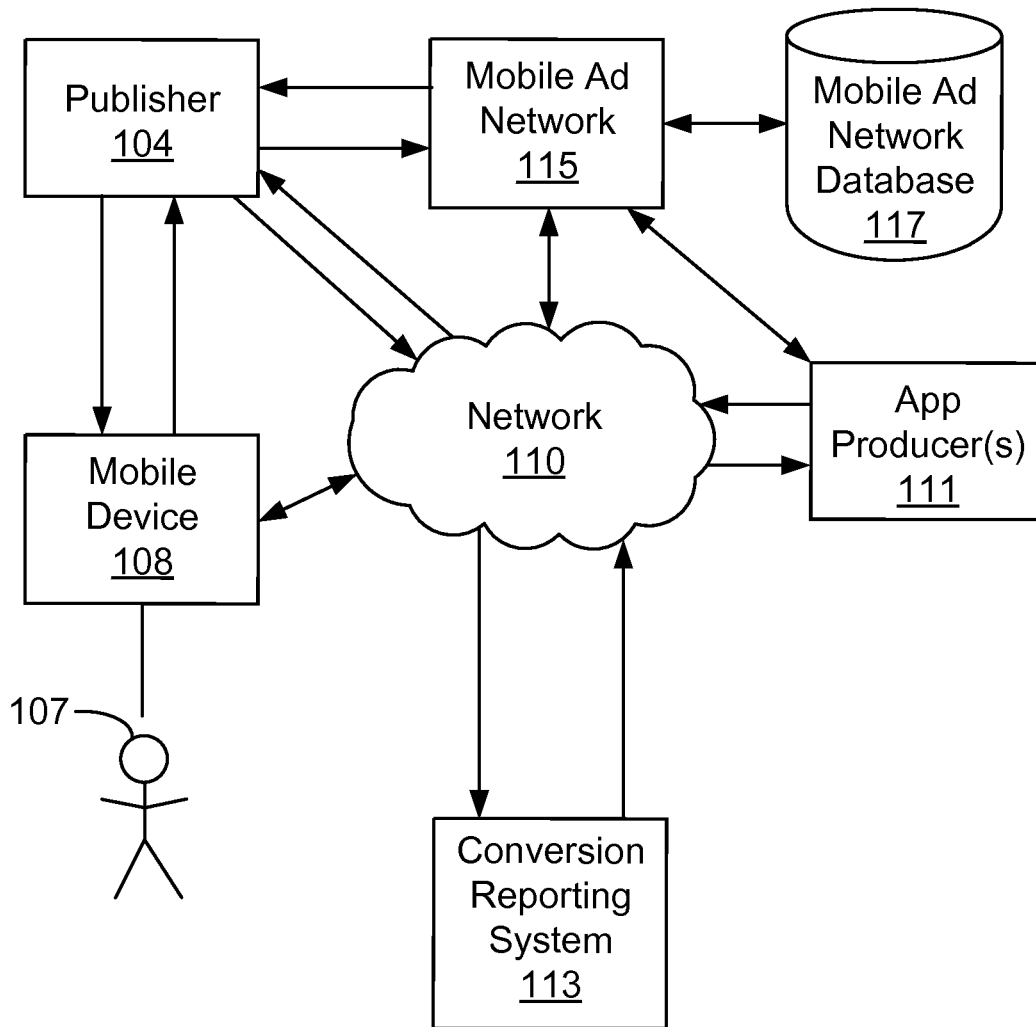 Publisher
104
Mobile Ad
Network
115
Mobile Ad
Network
Database
117
Network
110
App
Producer(s)
111
Mobile
Device
108
107
Conversion
Reporting
System
113